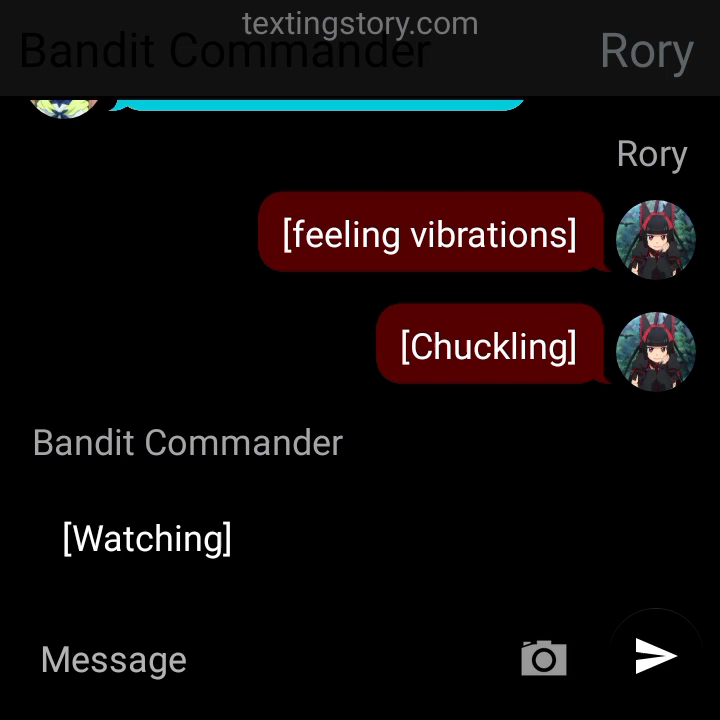 textingstory.com
Bandit Commander
Rory
Rory
[feeling vibrations]
[Chuckling]
Bandit Commander
[Watching]
Message